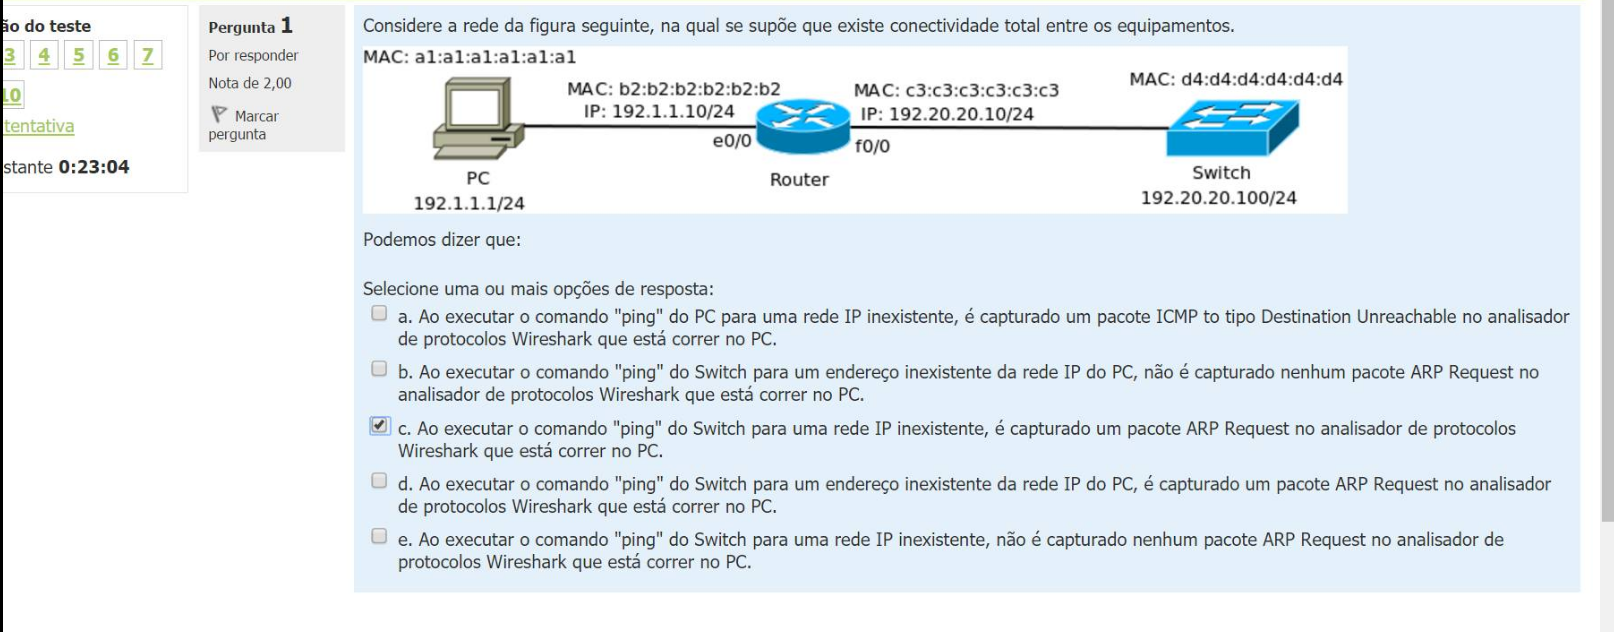 ão do teste
3 4 5 6 7
10
tentativa
stante 0:23:04
Pergunta 1
Por responder
Nota de 2,00
Marcar
pergunta
Considere a rede da figura seguinte, na qual se supõe que existe conectividade total entre os equipamentos.
MAC: a1:a1:a1:a1:a1:a1
MAC: b2:b2:b2:b2:b2:b2
IP: 192.1.1.10/24
e0/0
MAC: c3:c3:c3:c3:c3:c3
IP: 192.20.20.10/24
f0/0
MAC: d4:d4:d4:d4:d4:d4
PC
192.1.1.1/24
Router
Switch
192.20.20.100/24
Podemos dizer que:
Selecione uma ou mais opções de resposta:
a. Ao executar o comando "ping" do PC para uma rede IP inexistente, é capturado um pacote ICMP to tipo Destination Unreachable no analisador
de protocolos Wireshark que está correr no PC.
b. Ao executar o comando "ping" do Switch para um endereço inexistente da rede IP do PC, não é capturado nenhum pacote ARP Request no
analisador de protocolos Wireshark que está correr no PC.
c. Ao executar o comando "ping" do Switch para uma rede IP inexistente, é capturado um pacote ARP Request no analisador de protocolos
Wireshark que está correr no PC.
d. Ao executar o comando "ping" do Switch para um endereço inexistente da rede IP do PC, é capturado um pacote ARP Request no analisador
de protocolos Wireshark que está correr no PC.
e. Ao executar o comando "ping" do Switch para uma rede IP inexistente, não é capturado nenhum pacote ARP Request no analisador de
protocolos Wireshark que está correr no PC.